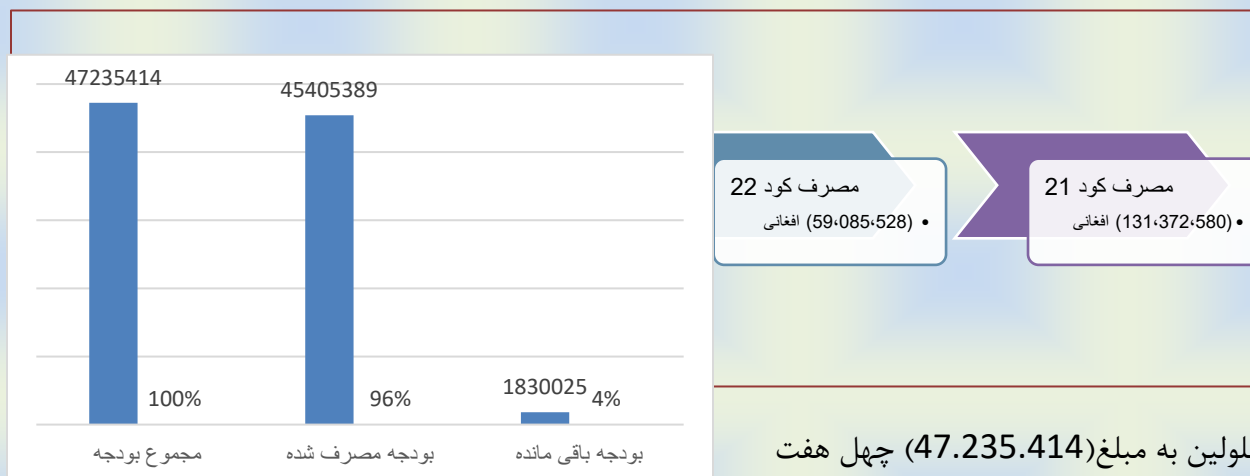 47235414
45405389
1830025
100%
96%
4%
مجموع بودجه
بودجه مصرف شده
بودجه باقی مانده
مصرف کود 21
• (131،372،580) افغانی
مصرف کود 22
• (59،085،528) افغانی
به مبلغ(47.235.414) چهل هفت